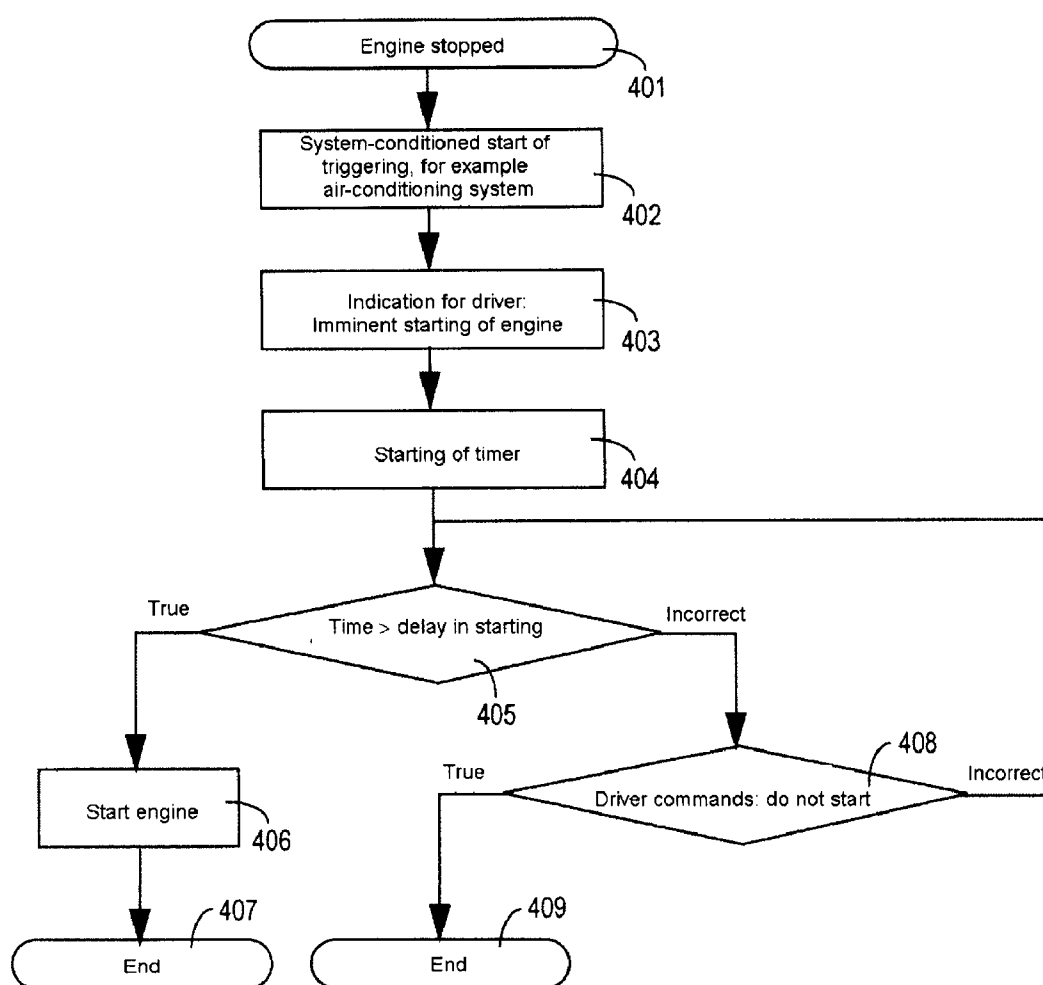 Engine stopped
401
System-conditioned start of
triggering, for example
air-conditioning system
402
Indication for driver:
Imminent starting of engine
403
Starting of timer
404
True
Incorrect
Time > delay in starting
405
408
True
Incorrect
Driver commands: do not start
Start engine
406
407
End
409
End